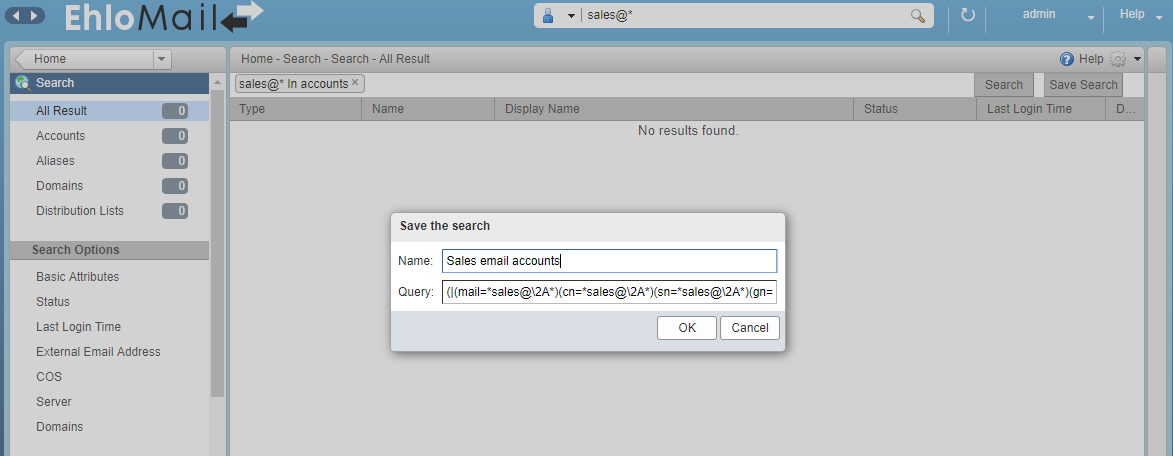 EhloMail
sales@*
admin
Help
Home
Home - Search - Search - All Result
Help
Search
sales@* In accounts ×
Search
Save Search
All Result 0
Accounts 0
Aliases 0
Domains 0
Distribution Lists 0
Type Name Display Name Status Last Login Time D...
No results found.
Search Options
Basic Attributes
Status
Last Login Time
External Email Address
COS
Server
Domains
Save the search
Name: Sales email accounts
Query: (|(mail=*sales@\2A*)(cn=*sales@\2A*)(sn=*sales@\2A*)(gn=
OK Cancel